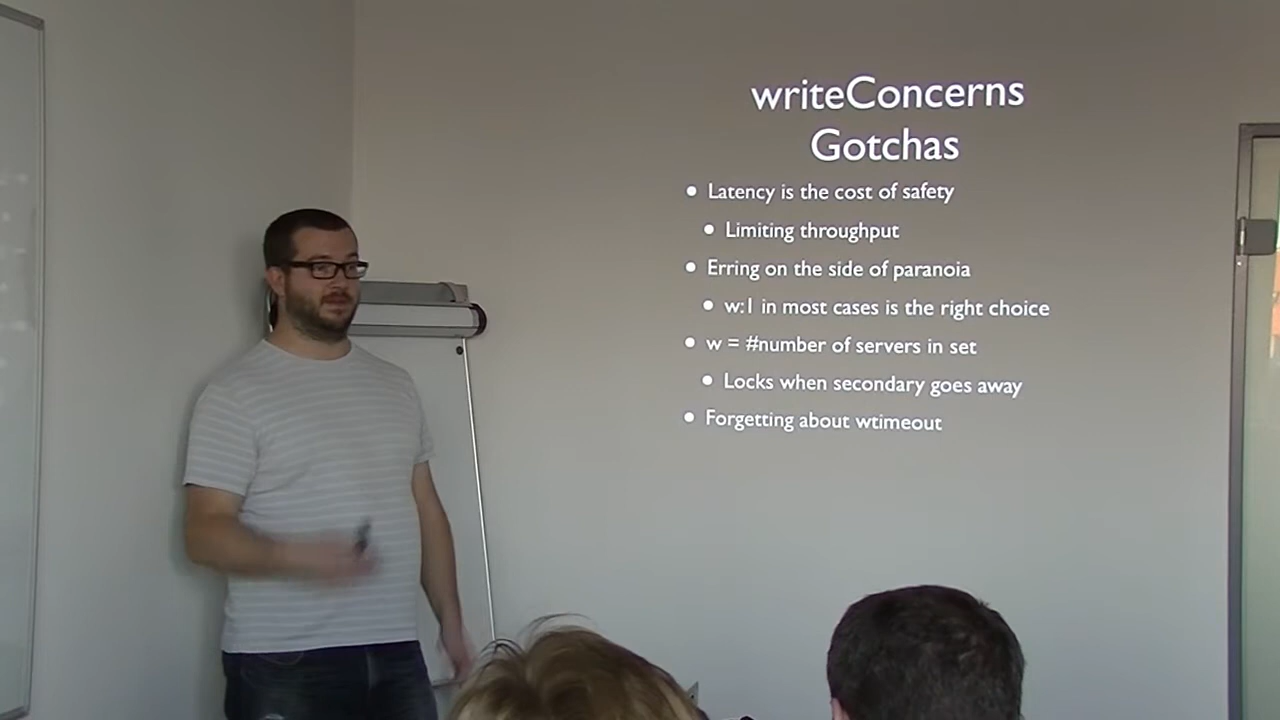 writeConcerns
Gotchas
• Latency is the cost of safety
• Limiting throughput
• Erring on the side of paranoia
• w:1 in most cases is the right choice
• w = #number of servers in set
• Locks when secondary goes away
• Forgetting about wtimeout